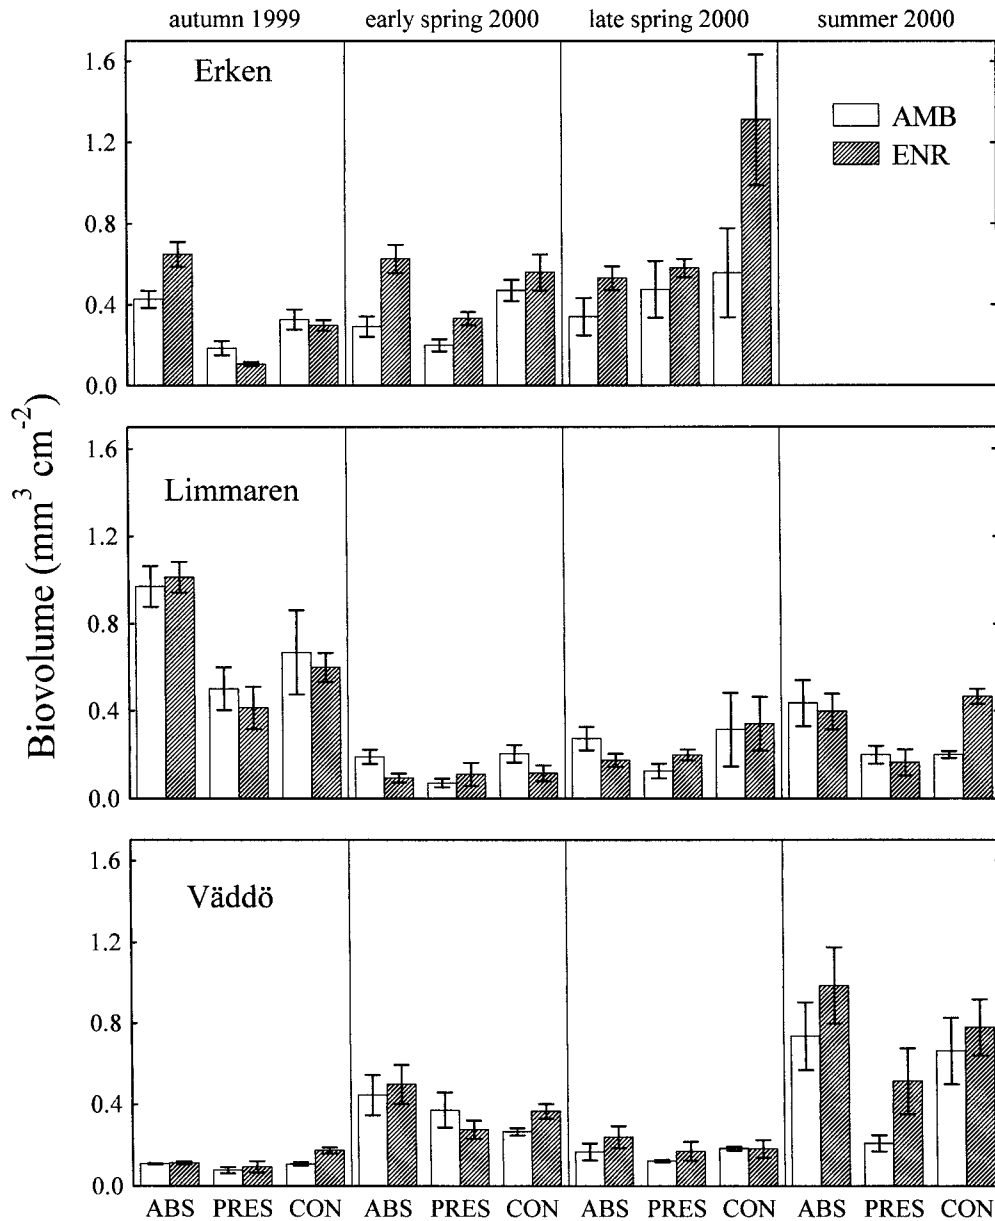 autumn 1999 early spring 2000 late spring 2000 summer 2000
Erken
AMB
ENR
1.6
1.2
0.8
0.4
0.0
Biovolume (mm³ cm⁻²)
Limmaren
1.6
1.2
0.8
0.4
0.0
Väddö
1.6
1.2
0.8
0.4
0.0
ABS PRES CON ABS PRES CON ABS PRES CON ABS PRES CON